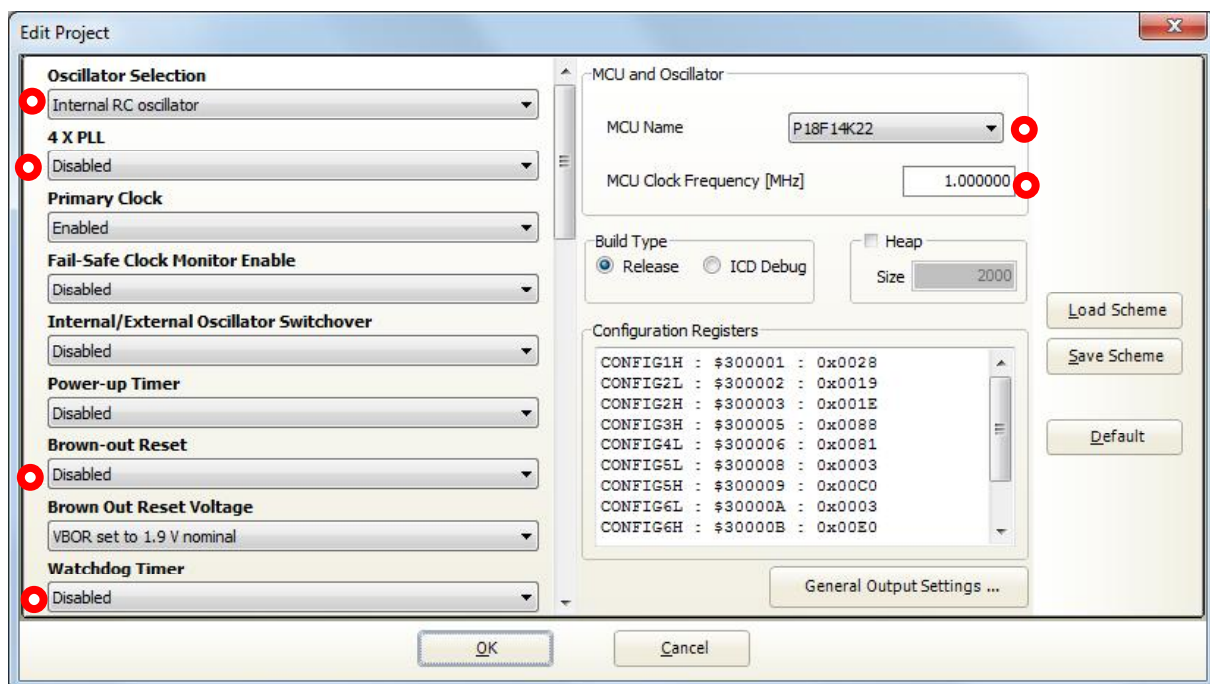 Edit Project
Oscillator Selection
Internal RC oscillator
4 X PLL
Disabled
Primary Clock
Enabled
Fail-Safe Clock Monitor Enable
Disabled
Internal/External Oscillator Switchover
Disabled
Power-up Timer
Disabled
Brown-out Reset
Disabled
Brown Out Reset Voltage
VBOR set to 1.9 V nominal
Watchdog Timer
Disabled
MCU and Oscillator
MCU Name P18F14K22
MCU Clock Frequency [MHz] 1.000000
Build Type
Release ICD Debug
Heap
Size 2000
Configuration Registers
CONFIG1H : $300001 : 0x0028
CONFIG2L : $300002 : 0x0019
CONFIG2H : $300003 : 0x001E
CONFIG3H : $300005 : 0x0088
CONFIG4L : $300006 : 0x0081
CONFIG5L : $300008 : 0x0003
CONFIG5H : $300009 : 0x00C0
CONFIG6L : $30000A : 0x0003
CONFIG6H : $30000B : 0x00E0
General Output Settings ...
Load Scheme
Save Scheme
Default
OK Cancel